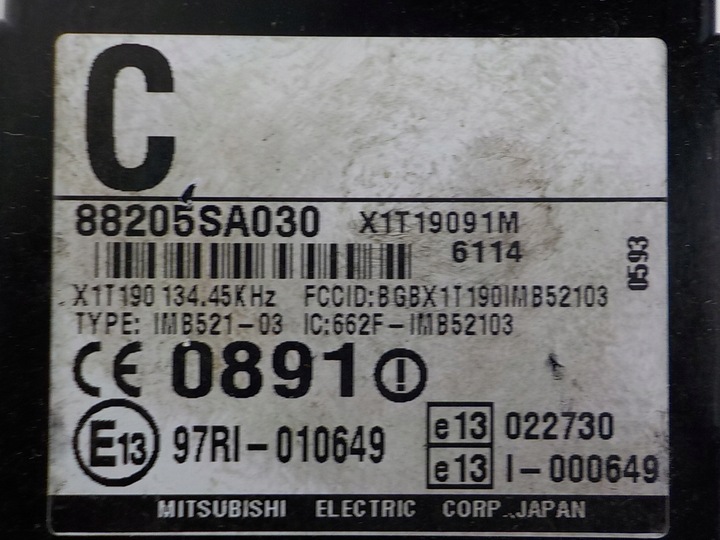 C
88205SA030 X1T19091M
6114
0593
X1T190 134.45KHz FCCID:BGBX1T190IMB52103
TYPE: IMB521-03 IC:662F-IMB52103
CE 0891
E13 97RI-010649
e13 022730
e13 I-000649
MITSUBISHI ELECTRIC CORP. JAPAN